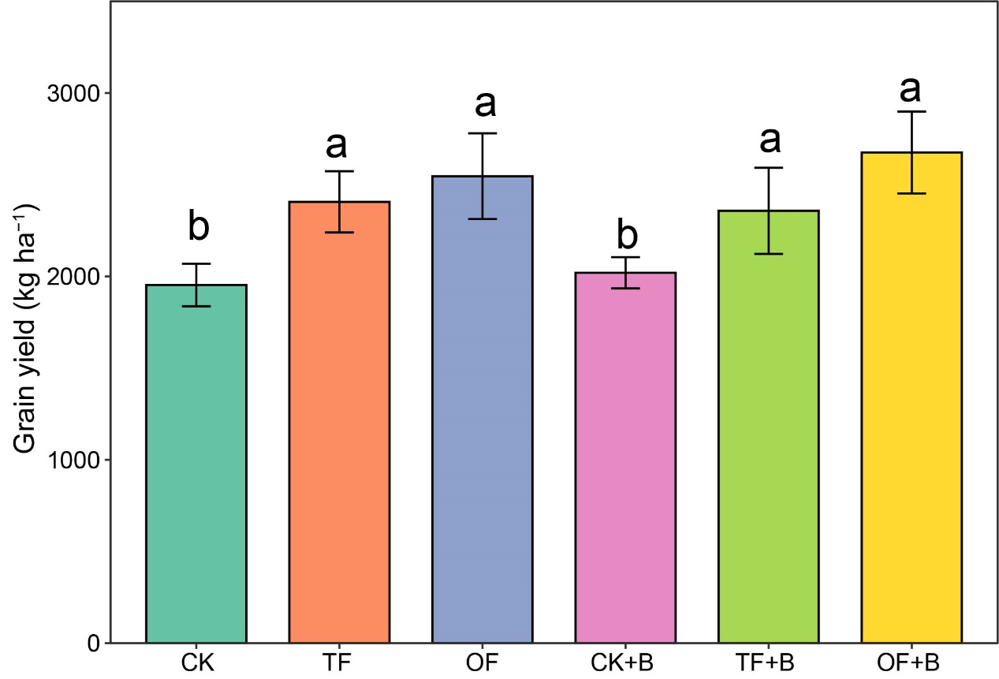 Grain yield (kg ha⁻¹)
3000
2000
1000
0
b
a
a
b
a
a
CK
TF
OF
CK+B
TF+B
OF+B